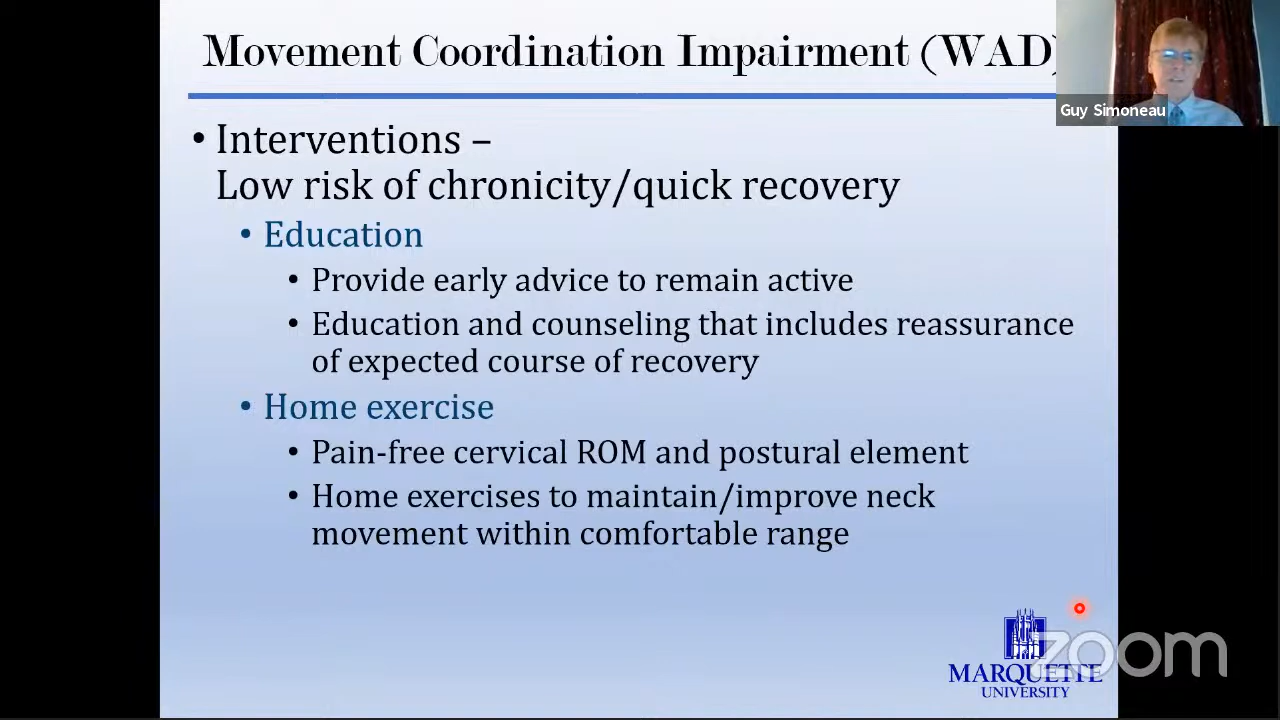 Movement Coordination Impairment (WAD)
Guy Simoneau
• Interventions –
Low risk of chronicity/quick recovery
• Education
• Provide early advice to remain active
• Education and counseling that includes reassurance
of expected course of recovery
• Home exercise
• Pain-free cervical ROM and postural element
• Home exercises to maintain/improve neck
movement within comfortable range
zoom
MARQUETTE
UNIVERSITY